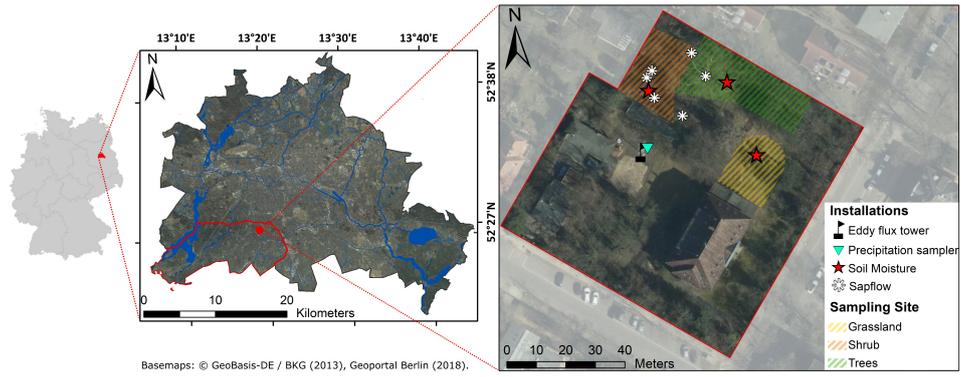 13°10'E 13°20'E 13°30'E 13°40'E
N
52°38'N
52°27'N
0 10 20
Kilometers
Basemaps: © GeoBasis-DE / BKG (2013), Geoportal Berlin (2018).
N
0 10 20 30 40
Meters
Installations
Eddy flux tower
Precipitation sampler
Soil Moisture
Sapflow
Sampling Site
Grassland
Shrub
Trees